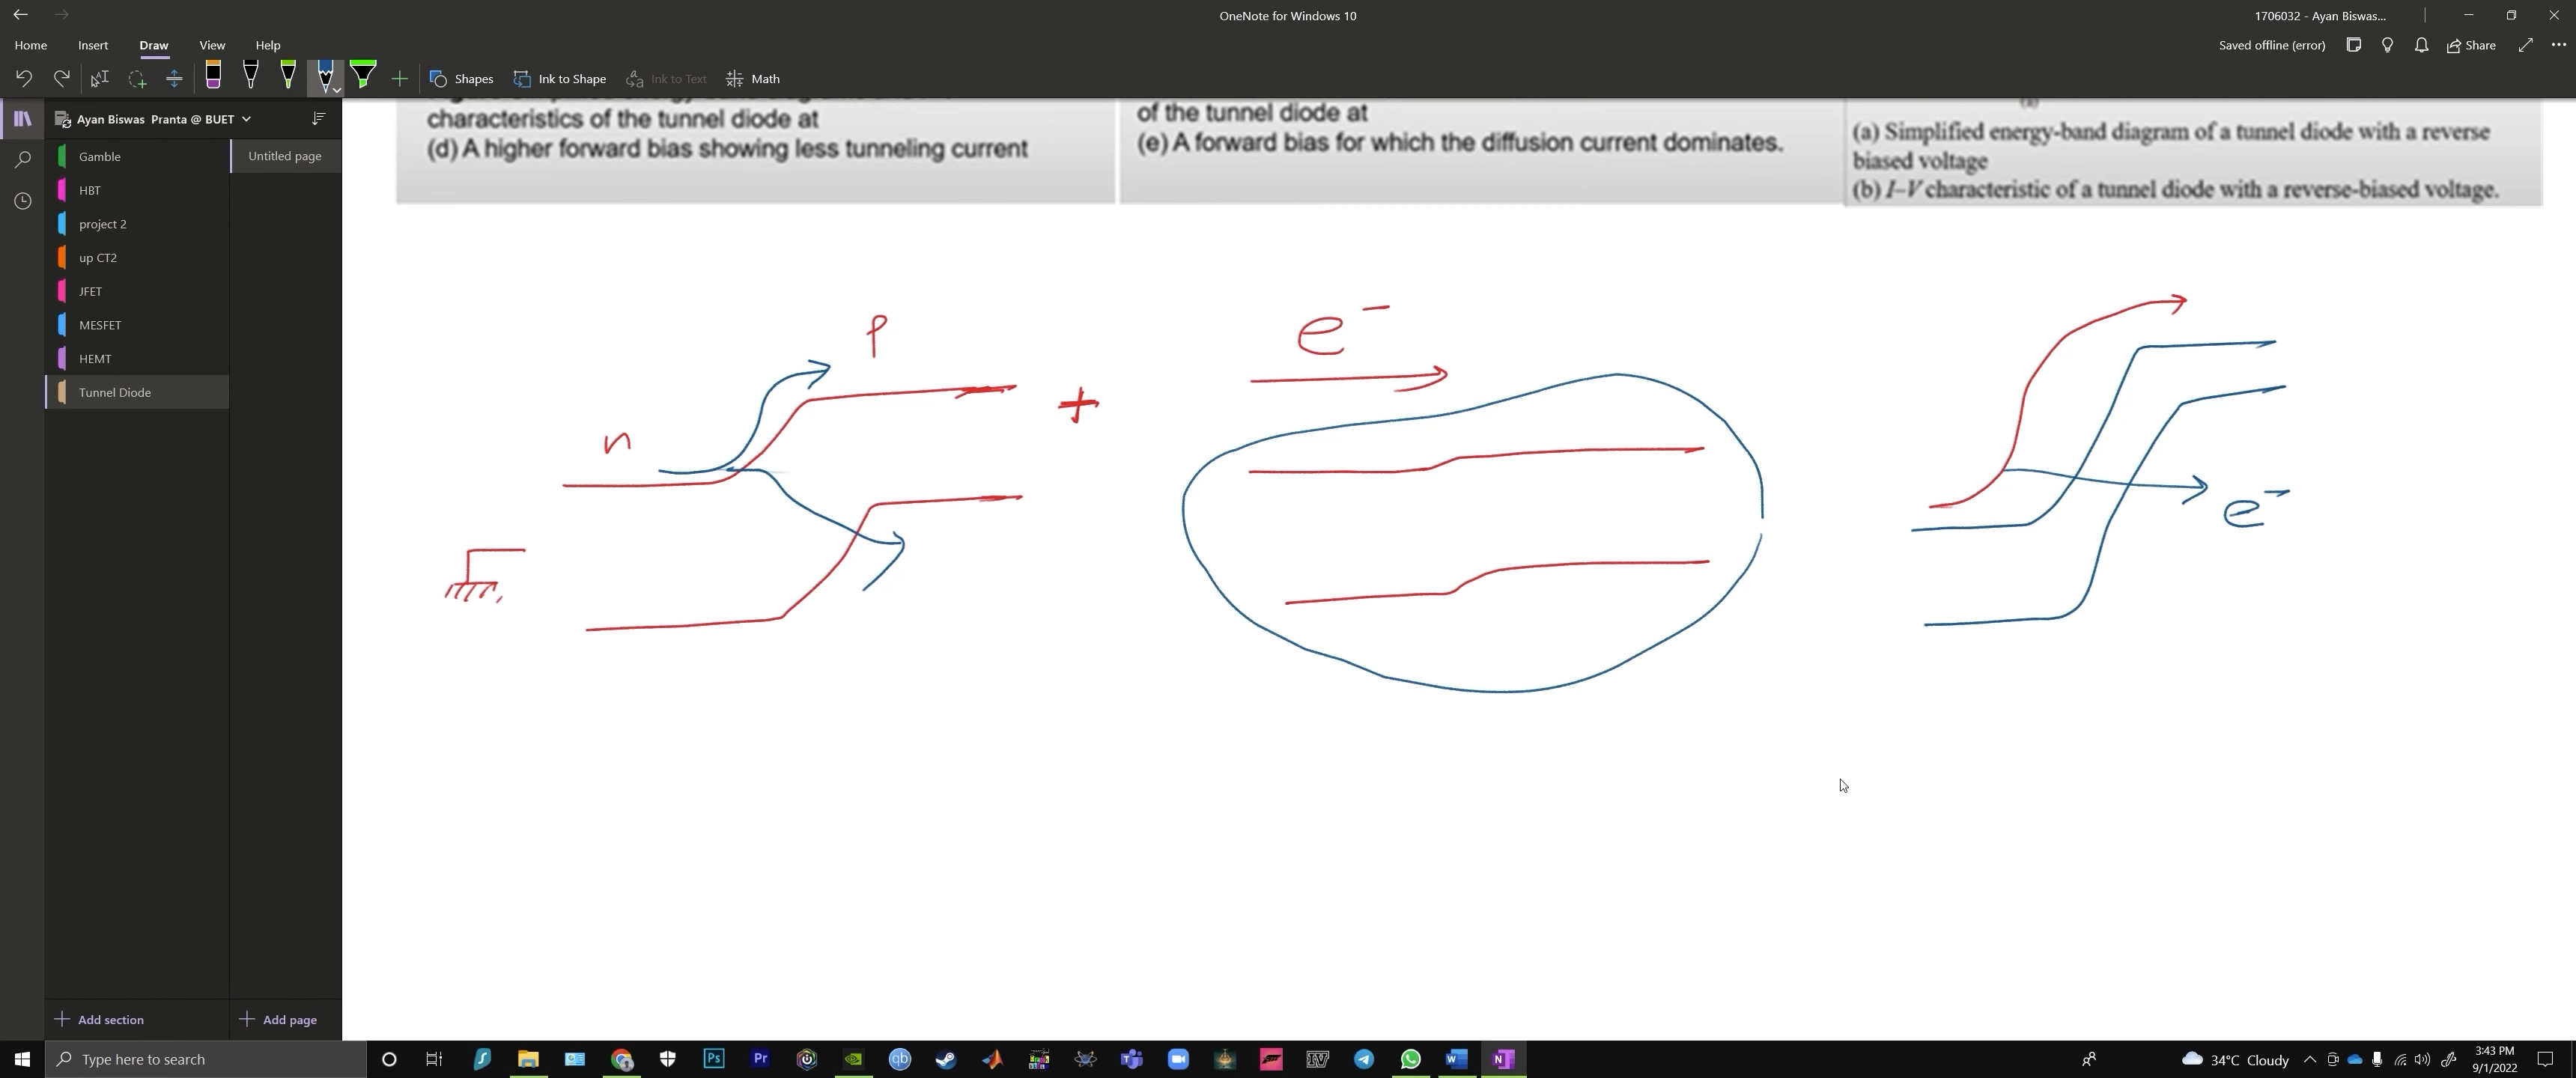 OneNote for Windows 10
1706032 - Ayan Biswas...
Home
Insert
Draw
View
Help
Saved offline (error)
Share
Shapes
Ink to Shape
Ink to Text
Math
Ayan Biswas Pranta @ BUET
Untitled page
Gamble
HBT
project 2
up CT2
JFET
MESFET
HEMT
Tunnel Diode
characteristics of the tunnel diode at
(d) A higher forward bias showing less tunneling current
of the tunnel diode at
(e) A forward bias for which the diffusion current dominates.
(a)
(a) Simplified energy-band diagram of a tunnel diode with a reverse
biased voltage
(b) I–V characteristic of a tunnel diode with a reverse-biased voltage.
p
n
+
e⁻
e⁻
Add section
Add page
Type here to search
Ps
Pr
qb
IV
34°C Cloudy
3:43 PM
9/1/2022